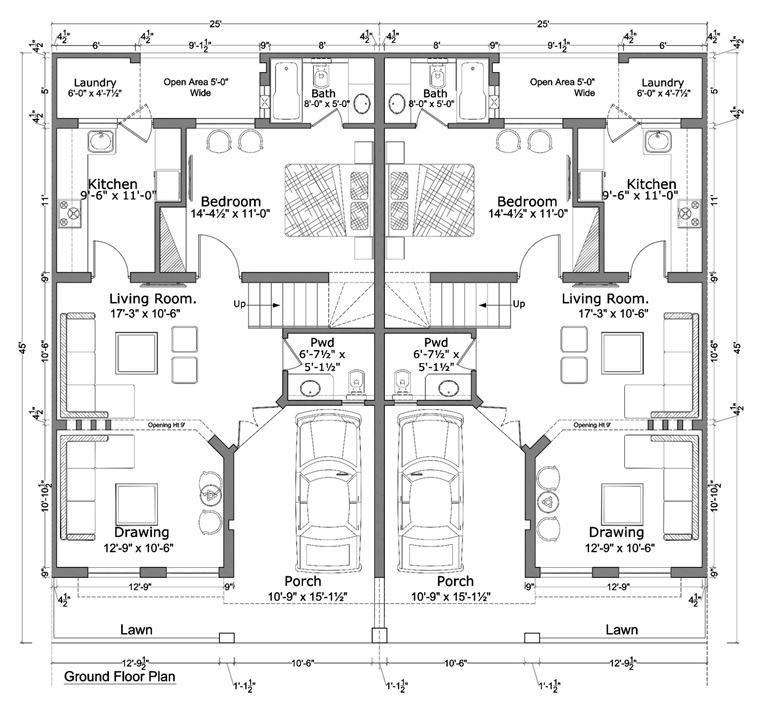 25' 25'
4½" 4½" 4½" 4½"
6' 9'-1½" 9" 8' 8' 9" 9'-1½" 6'
4½" 4½"
Laundry Open Area 5'-0" Open Area 5'-0" Laundry
6'-0" x 4'-7½" Wide Bath Bath Wide 6'-0" x 4'-7½"
5' 8'-0" x 5'-0" 8'-0" x 5'-0" 5'
4½" 4½"
Kitchen Bedroom Bedroom Kitchen
9'-6" x 11'-0" 14'-4½" x 11'-0" 14'-4½" x 11'-0" 9'-6" x 11'-0"
11' 11'
9" 9"
Living Room. Up Up Living Room.
17'-3" x 10'-6" 17'-3" x 10'-6"
45' 45'
10'-6" Pwd Pwd 10'-6"
6'-7½" x 6'-7½" x
5'-1½" 5'-1½"
4½" 4½"
Opening Ht 9' Opening Ht 9'
10'-10½" 10'-10½"
Drawing Drawing
12'-9" x 10'-6" 12'-9" x 10'-6"
9" 9"
12'-9" 9" Porch Porch 9" 12'-9"
4½" 10'-9" x 15'-1½" 10'-9" x 15'-1½" 4½"
Lawn Lawn
12'-9½" 10'-6" 10'-6" 12'-9½"
Ground Floor Plan 1'-1½" 1'-1½" 1'-1½"